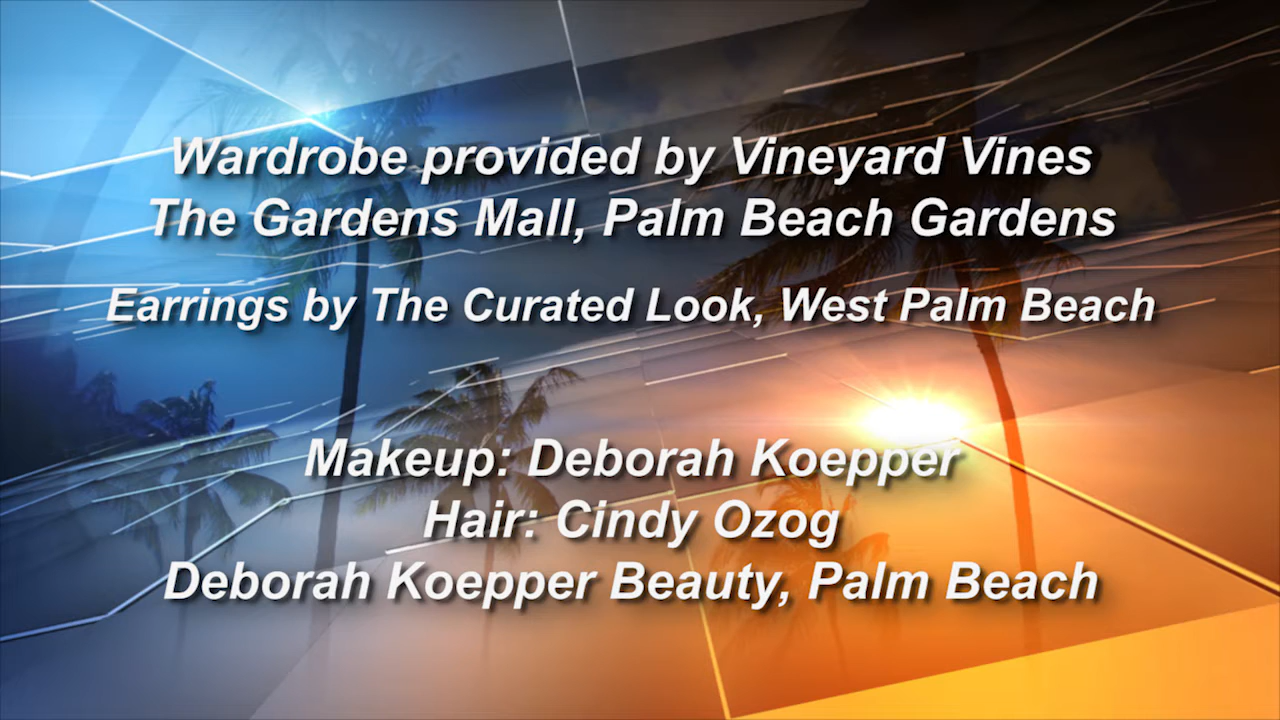 Wardrobe provided by Vineyard Vines
The Gardens Mall, Palm Beach Gardens
Earrings by The Curated Look, West Palm Beach
Makeup: Deborah Koepper
Hair: Cindy Ozog
Deborah Koepper Beauty, Palm Beach